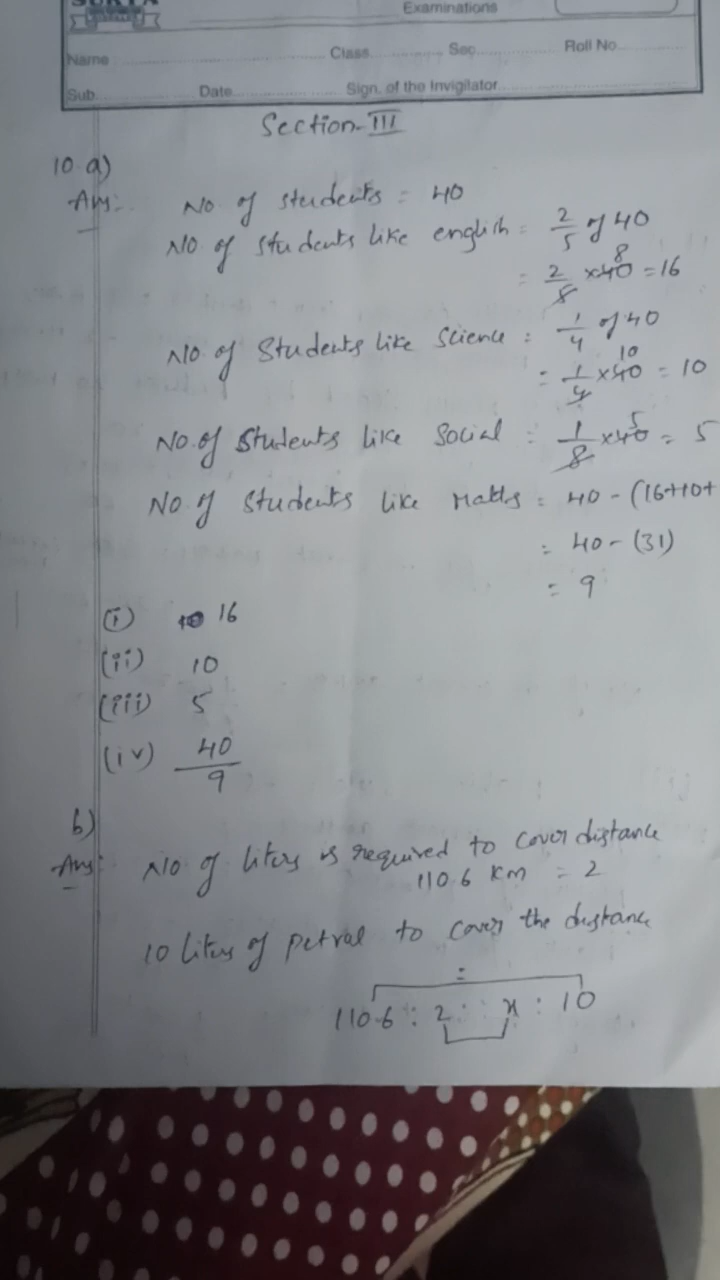 Examinations
Name Class Sec. Roll No.
Sub. Date Sign. of the Invigilator
Section-III
10. a)
Ans:- No of students = 40
No. of students like english = 2/5 of 40
= 2/5 x 40 8 = 16
No. of Students like Science = 1/4 of 40
= 1/4 x 40 10 = 10
No. of Students like Social = 1/8 x 40 5 = 5
No. of Students like Maths = 40 - (16+10+
= 40 - (31)
= 9
(i) 16
(ii) 10
(iii) 5
(iv) 40/9
b)
Ans:- No of liters is required to cover distance
110.6 km = 2
10 liters of petral to cover the distance
=
110.6 : 2 :: x : 10